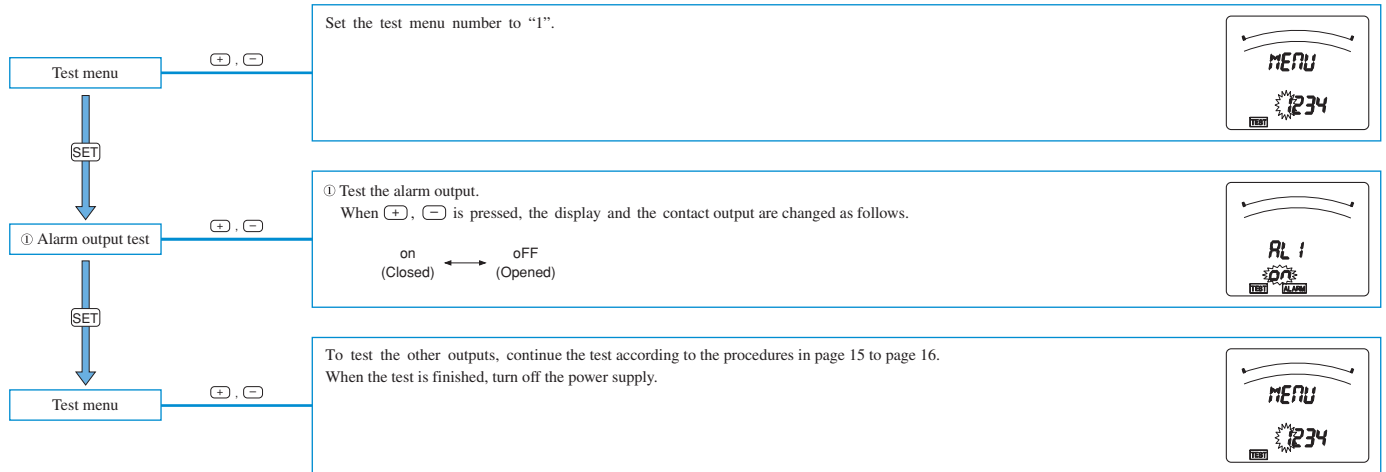 Set the test menu number to “1”.
Test menu
+ , −
MENU
1234
TEST
SET
① Test the alarm output.
When + , − is pressed, the display and the contact output are changed as follows.
on ↔ oFF
(Closed) (Opened)
① Alarm output test
+ , −
AL 1
on
TEST ALARM
SET
To test the other outputs, continue the test according to the procedures in page 15 to page 16.
When the test is finished, turn off the power supply.
Test menu
+ , −
MENU
1234
TEST